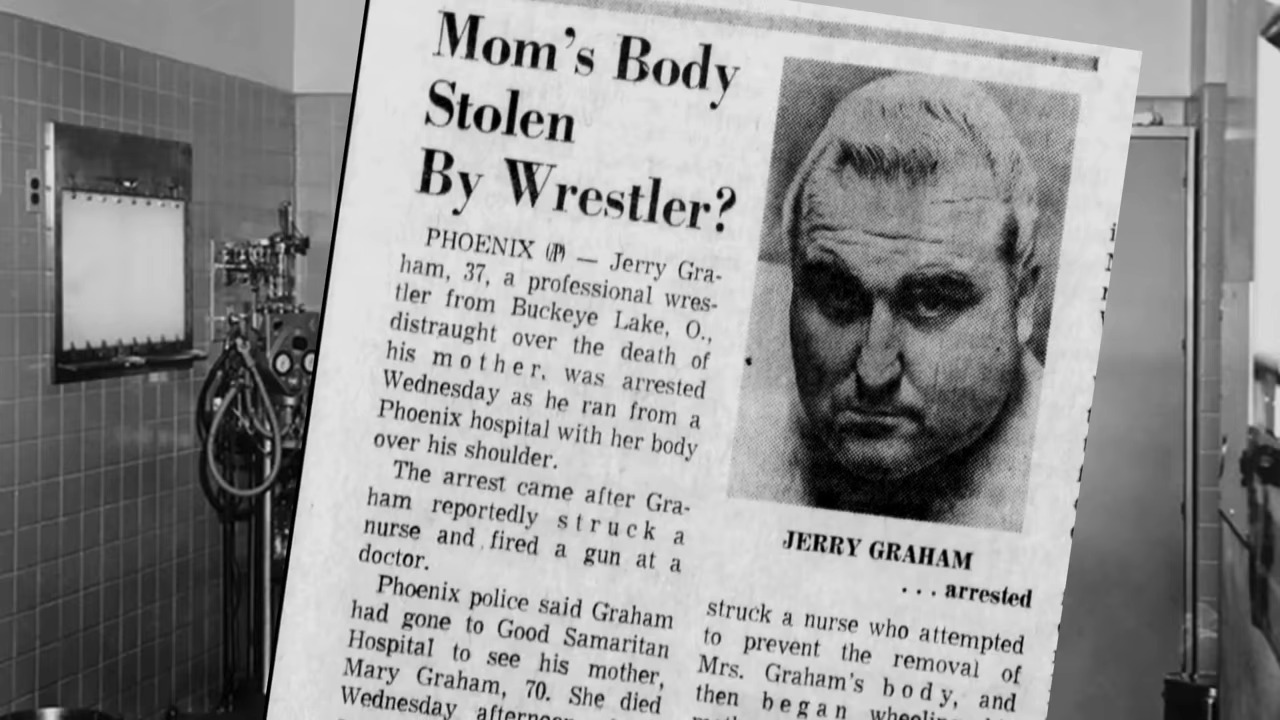 Mom's Body
Stolen
By Wrestler?
PHOENIX (AP) — Jerry Gra-
ham, 37, a professional wres-
tler from Buckeye Lake, O.,
distraught over the death of
his mother, was arrested
Wednesday as he ran from a
Phoenix hospital with her body
over his shoulder.
The arrest came after Gra-
ham reportedly struck a
nurse and fired a gun at a
doctor.
Phoenix police said Graham
had gone to Good Samaritan
Hospital to see his mother,
Mary Graham, 70. She died
Wednesday
JERRY GRAHAM
. . . arrested
struck a nurse who attempted
to prevent the removal of
Mrs. Graham's body, and
then began